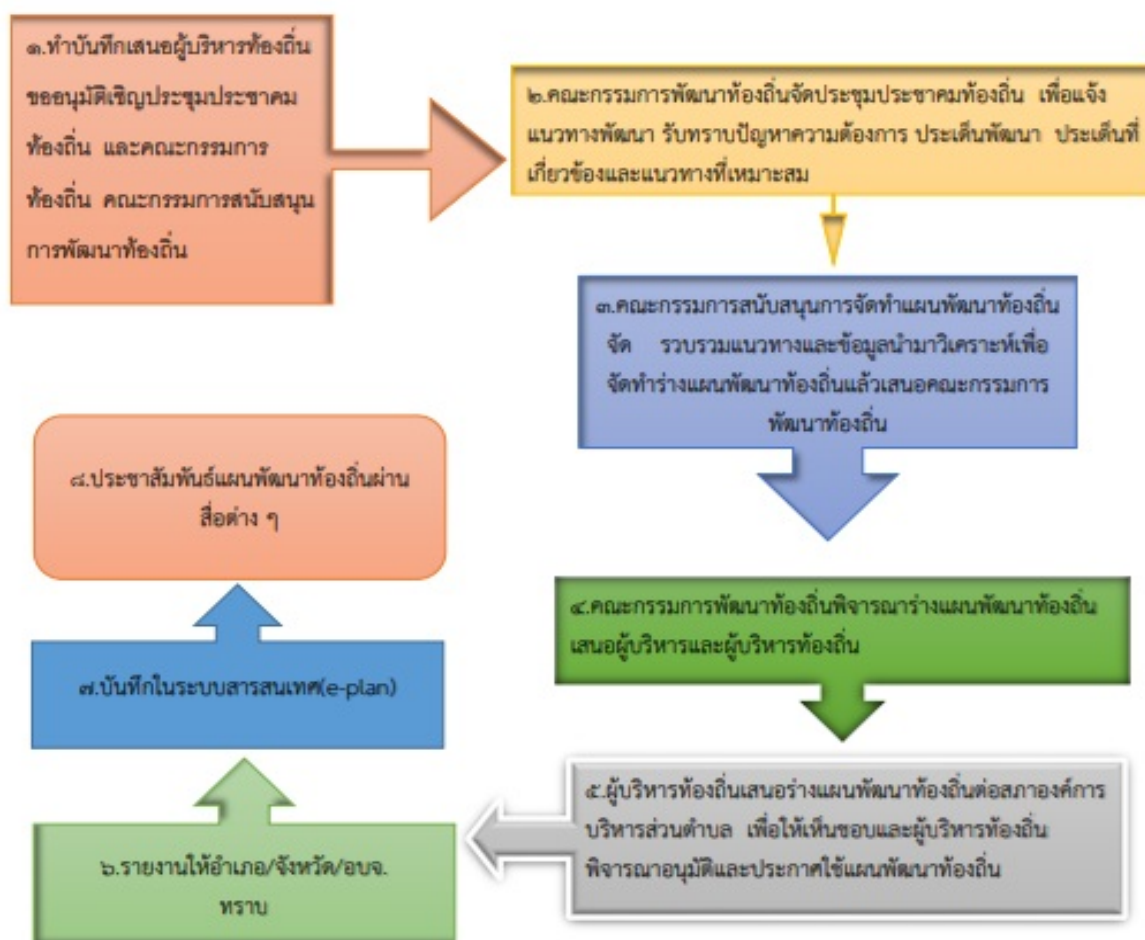 ๑.ทำบันทึกเสนอผู้บริหารท้องถิ่น
ขออนุมัติเชิญประชุมประชาคม
ท้องถิ่น และคณะกรรมการ
ท้องถิ่น คณะกรรมการสนับสนุน
การพัฒนาท้องถิ่น
๒.คณะกรรมการพัฒนาท้องถิ่นจัดประชุมประชาคมท้องถิ่น เพื่อแจ้ง
แนวทางพัฒนา รับทราบปัญหาความต้องการ ประเด็นพัฒนา ประเด็นที่
เกี่ยวข้องและแนวทางที่เหมาะสม
๓.คณะกรรมการสนับสนุนการจัดทำแผนพัฒนาท้องถิ่น
จัด รวบรวมแนวทางและข้อมูลนำมาวิเคราะห์เพื่อ
จัดทำร่างแผนพัฒนาท้องถิ่นแล้วเสนอคณะกรรมการ
พัฒนาท้องถิ่น
๔.คณะกรรมการพัฒนาท้องถิ่นพิจารณาร่างแผนพัฒนาท้องถิ่น
เสนอผู้บริหารและผู้บริหารท้องถิ่น
๕.ผู้บริหารท้องถิ่นเสนอร่างแผนพัฒนาท้องถิ่นต่อสภาองค์การ
บริหารส่วนตำบล เพื่อให้เห็นชอบและผู้บริหารท้องถิ่น
พิจารณาอนุมัติและประกาศใช้แผนพัฒนาท้องถิ่น
๖.รายงานให้อำเภอ/จังหวัด/อบจ.
ทราบ
๗.บันทึกในระบบสารสนเทศ(e-plan)
๘.ประชาสัมพันธ์แผนพัฒนาท้องถิ่นผ่าน
สื่อต่าง ๆ